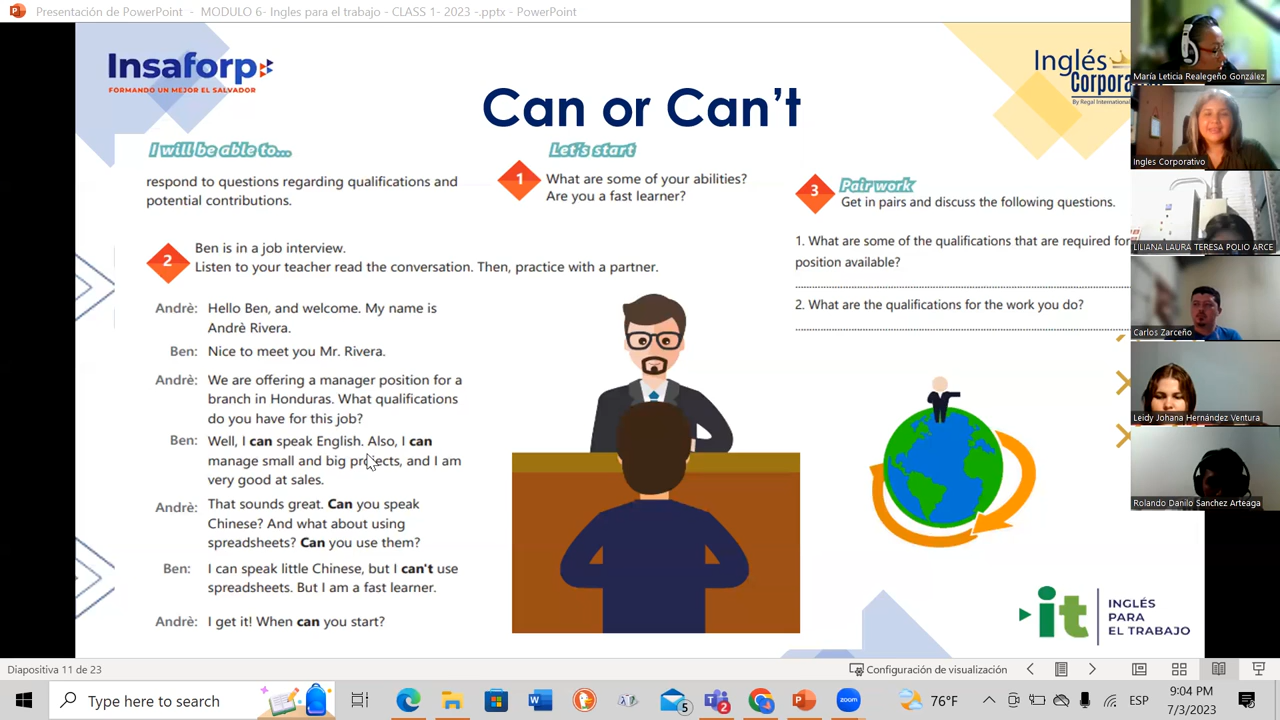 Presentación de PowerPoint - MODULO 6- Ingles para el trabajo - CLASS 1- 2023 -.pptx - PowerPoint
Insaforp
FORMANDO UN MEJOR EL SALVADOR
Inglés
By Regal
Can or Can't
I will be able to...
respond to questions regarding qualifications and
potential contributions.
Let's start
1
What are some of your abilities?
Are you a fast learner?
2
Ben is in a job interview.
Listen to your teacher read the conversation. Then, practice with a partner.
Andrè: Hello Ben, and welcome. My name is
Andrè Rivera.
Ben: Nice to meet you Mr. Rivera.
Andrè: We are offering a manager position for a
branch in Honduras. What qualifications
do you have for this job?
Ben: Well, I can speak English. Also, I can
manage small and big projects, and I am
very good at sales.
Andrè: That sounds great. Can you speak
Chinese? And what about using
spreadsheets? Can you use them?
Ben: I can speak little Chinese, but I can't use
spreadsheets. But I am a fast learner.
Andrè: I get it! When can you start?
3
Pair work
Get in pairs and discuss the following questions.
1. What are some of the qualifications that are required for
position available?
2. What are the qualifications for the work you do?
it
INGLÉS
PARA
EL TRABAJO
María Leticia Realegeño González
Ingles Corporativo
LILIANA LAURA TERESA POLIO ARCE
Carlos Zarceño
Leidy Johana Hernández Ventura
Rolando Danilo Sanchez Arteaga
Diapositiva 11 de 23
Configuración de visualización
Type here to search
5
2
zoom
76°F
ESP
9:04 PM
7/3/2023